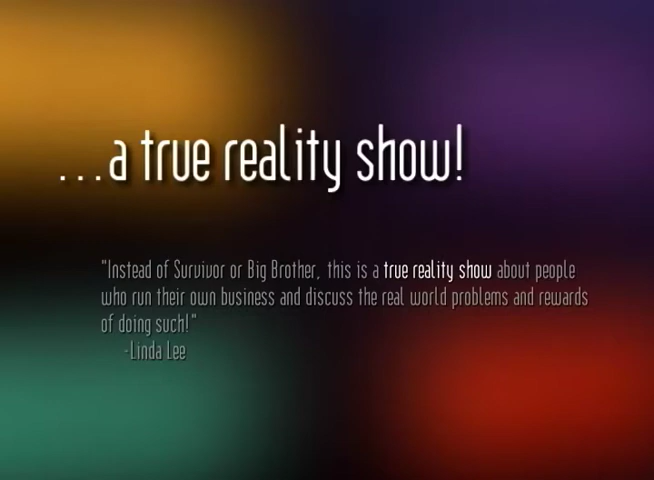 ...a true reality show!
"Instead of Survivor or Big Brother, this is a true reality show about people
who run their own business and discuss the real world problems and rewards
of doing such!"
-Linda Lee